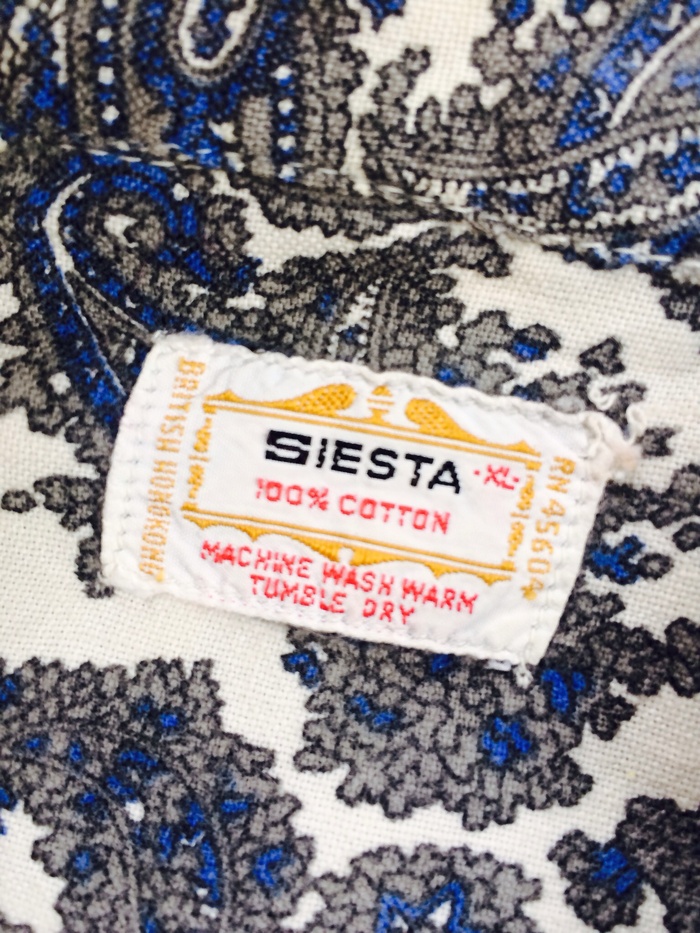 BRITISH HONGKONG
SIESTA
-XL-
100% COTTON
MACHINE WASH WARM
TUMBLE DRY
RN 45604